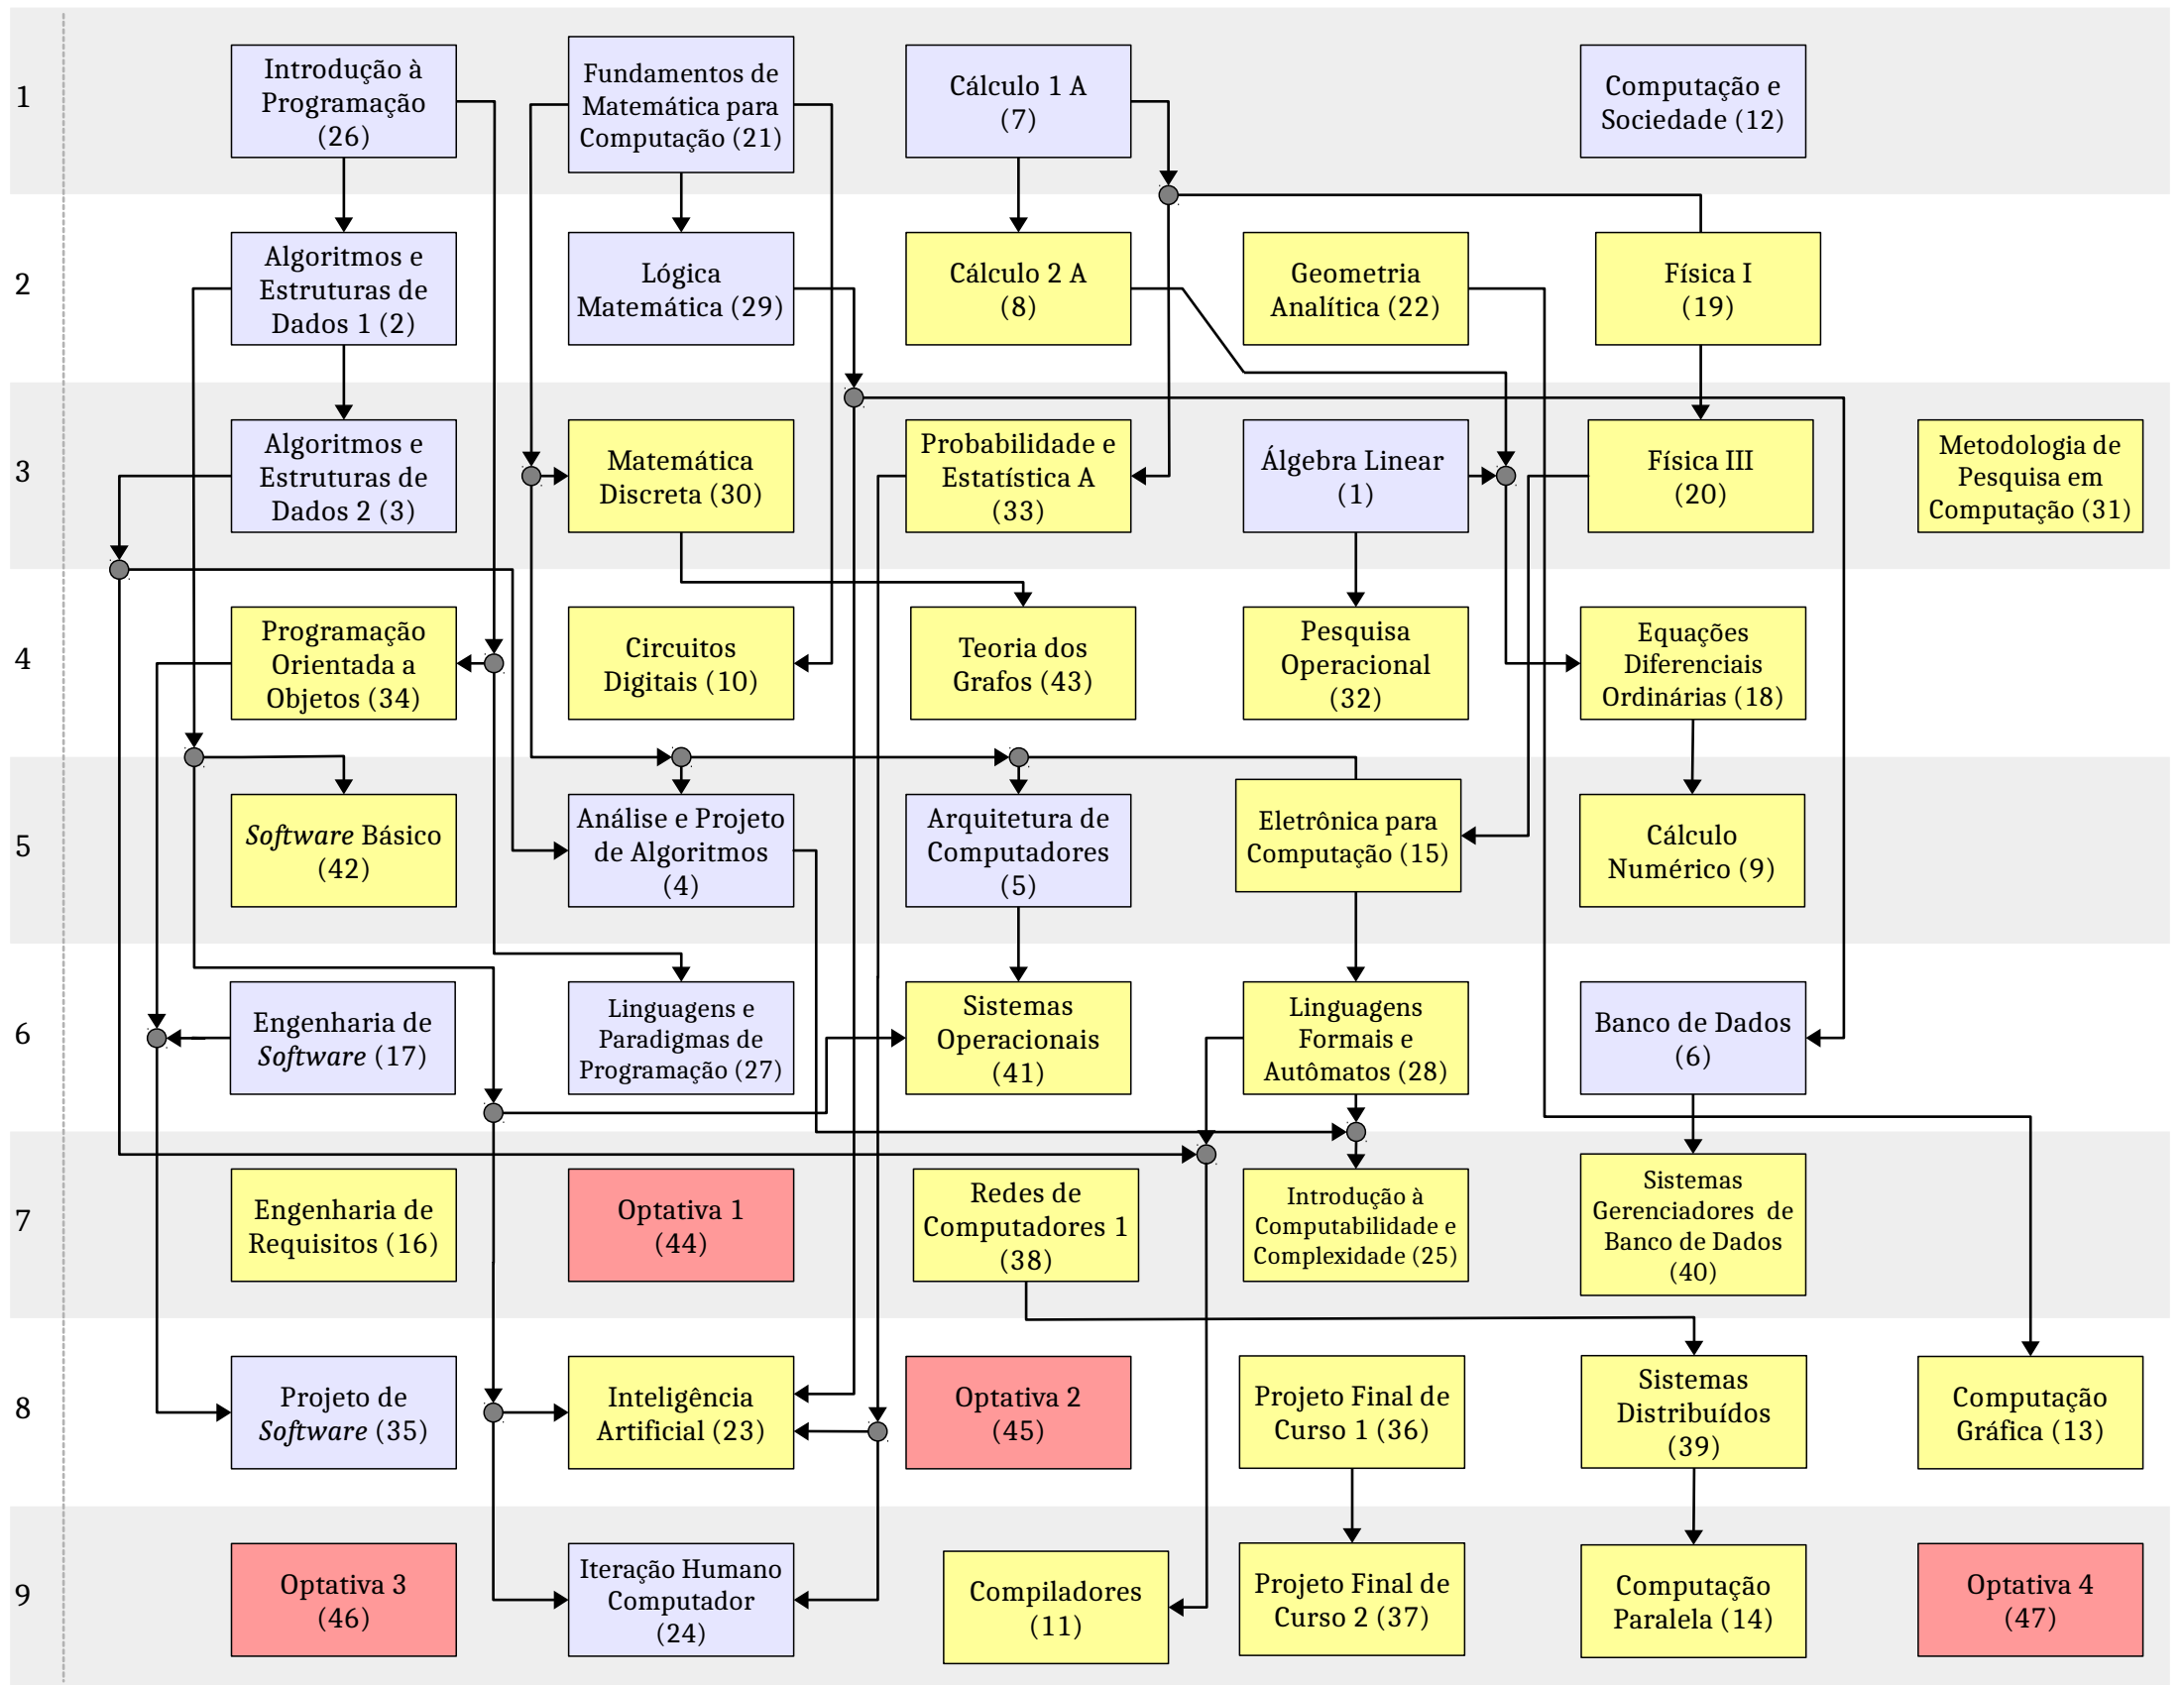 1
Introdução à
Programação
(26)
Fundamentos de
Matemática para
Computação (21)
Cálculo 1 A
(7)
Computação e
Sociedade (12)
2
Algoritmos e
Estruturas de
Dados 1 (2)
Lógica
Matemática (29)
Cálculo 2 A
(8)
Geometria
Analítica (22)
Física I
(19)
3
Algoritmos e
Estruturas de
Dados 2 (3)
Matemática
Discreta (30)
Probabilidade e
Estatística A
(33)
Álgebra Linear
(1)
Física III
(20)
Metodologia de
Pesquisa em
Computação (31)
4
Programação
Orientada a
Objetos (34)
Circuitos
Digitais (10)
Teoria dos
Grafos (43)
Pesquisa
Operacional
(32)
Equações
Diferenciais
Ordinárias (18)
5
Software Básico
(42)
Análise e Projeto
de Algoritmos
(4)
Arquitetura de
Computadores
(5)
Eletrônica para
Computação (15)
Cálculo
Numérico (9)
6
Engenharia de
Software (17)
Linguagens e
Paradigmas de
Programação (27)
Sistemas
Operacionais
(41)
Linguagens
Formais e
Autômatos (28)
Banco de Dados
(6)
7
Engenharia de
Requisitos (16)
Optativa 1
(44)
Redes de
Computadores 1
(38)
Introdução à
Computabilidade e
Complexidade (25)
Sistemas
Gerenciadores de
Banco de Dados
(40)
8
Projeto de
Software (35)
Inteligência
Artificial (23)
Optativa 2
(45)
Projeto Final de
Curso 1 (36)
Sistemas
Distribuídos
(39)
Computação
Gráfica (13)
9
Optativa 3
(46)
Iteração Humano
Computador
(24)
Compiladores
(11)
Projeto Final de
Curso 2 (37)
Computação
Paralela (14)
Optativa 4
(47)